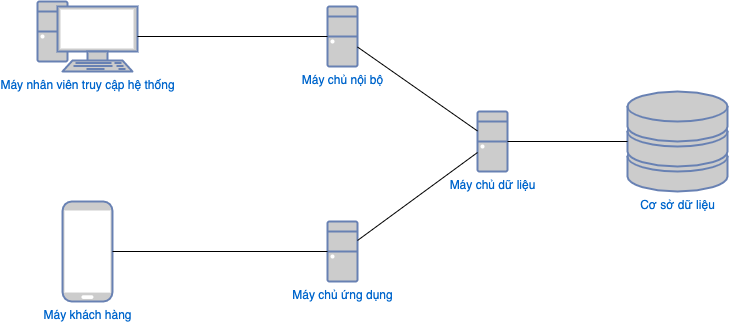 Máy nhân viên truy cập hệ thống
Máy chủ nội bộ
Máy chủ dữ liệu
Cơ sở dữ liệu
Máy khách hàng
Máy chủ ứng dụng